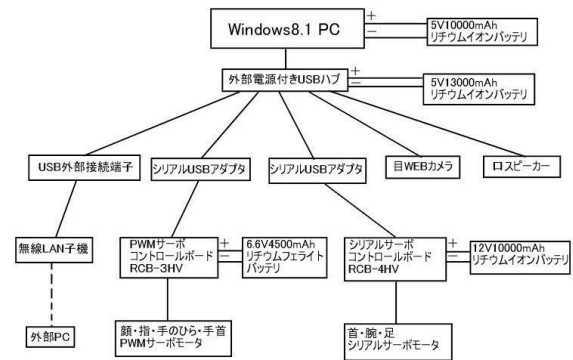 Windows8.1 PC
+
−
5V10000mAh
リチウムイオンバッテリ
外部電源付きUSBハブ
+
−
5V13000mAh
リチウムイオンバッテリ
USB外部接続端子
シリアルUSBアダプタ
シリアルUSBアダプタ
目WEBカメラ
口スピーカー
無線LAN子機
PWMサーボ
コントロールボード
RCB-3HV
+
−
6.6V4500mAh
リチウムフェライト
バッテリ
シリアルサーボ
コントロールボード
RCB-4HV
+
−
12V10000mAh
リチウムイオンバッテリ
外部PC
顔・指・手のひら・手首
PWMサーボモータ
首・腕・足
シリアルサーボモータ